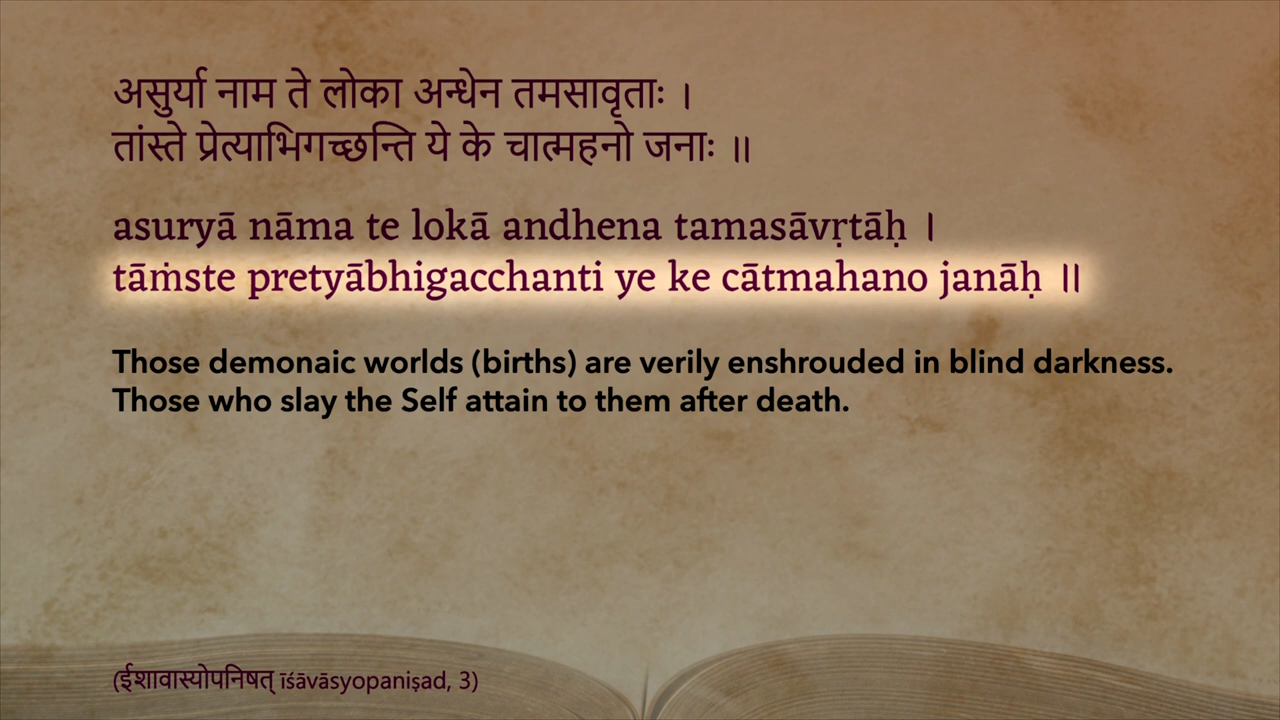 असुर्या नाम ते लोका अन्धेन तमसावृताः ।
तांस्ते प्रेत्याभिगच्छन्ति ये के चात्महनो जनाः ॥
asuryā nāma te lokā andhena tamasāvṛtāḥ ।
tāṁste pretyābhigacchanti ye ke cātmahano janāḥ ॥
Those demonaic worlds (births) are verily enshrouded in blind darkness.
Those who slay the Self attain to them after death.
(ईशावास्योपनिषत् īśāvāsyopaniṣad, 3)